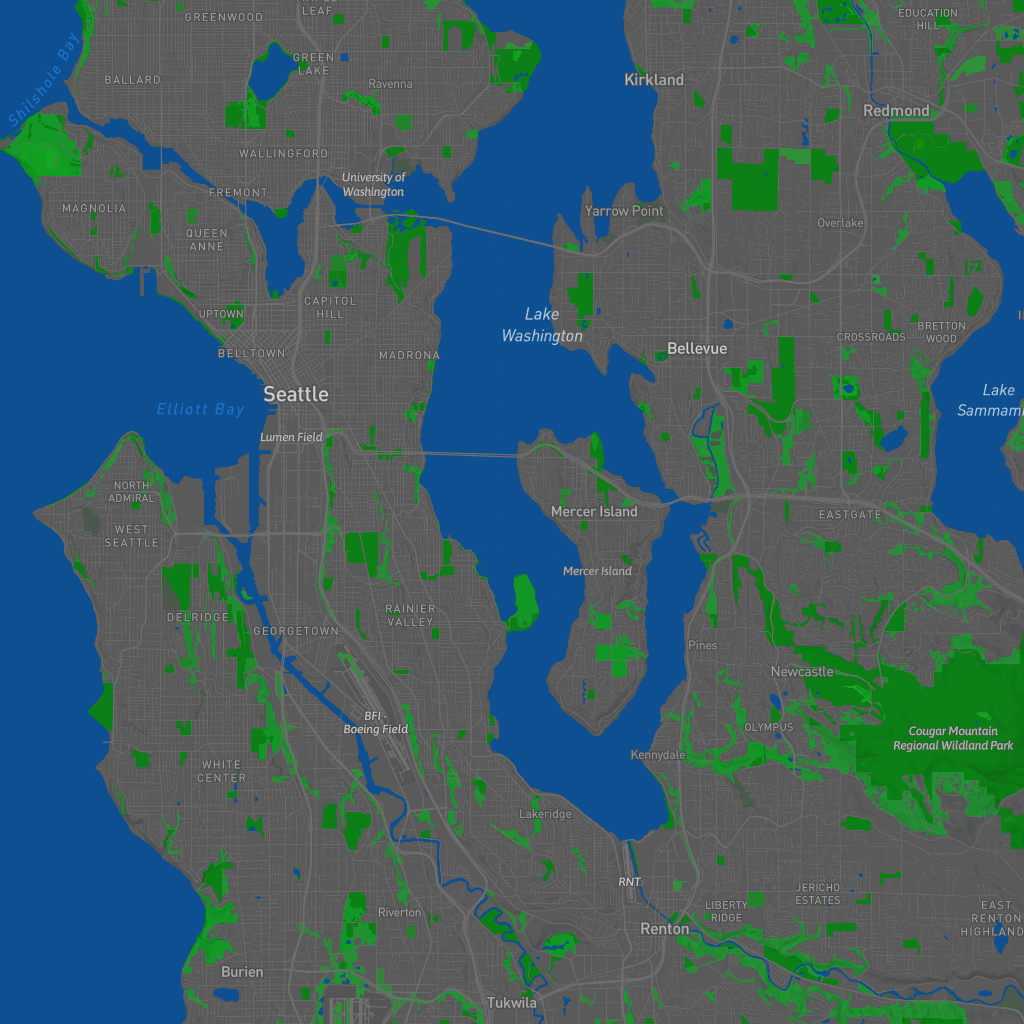 GREENWOOD
LEAF
EDUCATION
HILL
Shilshole Bay
GREEN
LAKE
BALLARD
Ravenna
Kirkland
Redmond
WALLINGFORD
University of
Washington
FREMONT
MAGNOLIA
Yarrow Point
Overlake
QUEEN
ANNE
CAPITOL
HILL
UPTOWN
Lake
Washington
BRETTON
WOOD
CROSSROADS
BELLTOWN
MADRONA
Bellevue
Seattle
Elliott Bay
Lake
Sammami
Lumen Field
NORTH
ADMIRAL
Mercer Island
EASTGATE
WEST
SEATTLE
Mercer Island
DELRIDGE
RAINIER
VALLEY
GEORGETOWN
Pines
Newcastle
BFI -
Boeing Field
OLYMPUS
Cougar Mountain
Regional Wildland Park
Kennydale
WHITE
CENTER
Lakeridge
RNT
JERICHO
ESTATES
LIBERTY
RIDGE
EAST
RENTON
HIGHLAND
Riverton
Renton
Burien
Tukwila